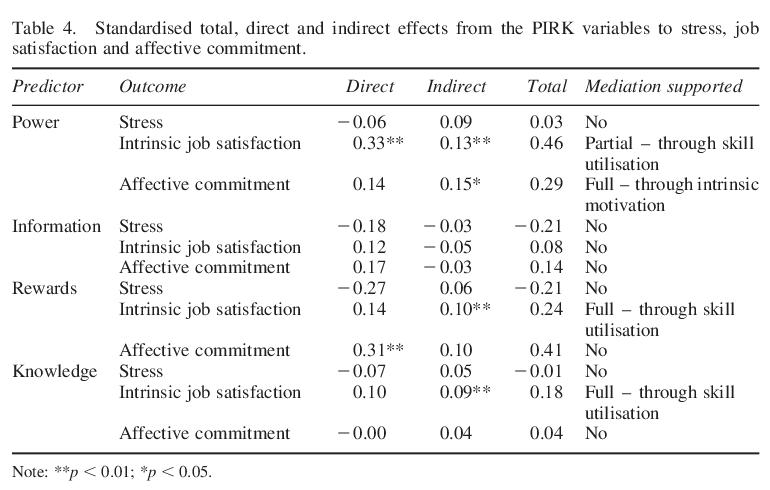 Table 4. Standardised total, direct and indirect effects from the PIRK variables to stress, job
satisfaction and affective commitment.
Predictor Outcome Direct Indirect Total Mediation supported
Power Stress −0.06 0.09 0.03 No
Intrinsic job satisfaction 0.33** 0.13** 0.46 Partial – through skill
utilisation
Affective commitment 0.14 0.15* 0.29 Full – through intrinsic
motivation
Information Stress −0.18 −0.03 −0.21 No
Intrinsic job satisfaction 0.12 −0.05 0.08 No
Affective commitment 0.17 −0.03 0.14 No
Rewards Stress −0.27 0.06 −0.21 No
Intrinsic job satisfaction 0.14 0.10** 0.24 Full – through skill
utilisation
Affective commitment 0.31** 0.10 0.41 No
Knowledge Stress −0.07 0.05 −0.01 No
Intrinsic job satisfaction 0.10 0.09** 0.18 Full – through skill
utilisation
Affective commitment −0.00 0.04 0.04 No
Note: **p < 0.01; *p < 0.05.